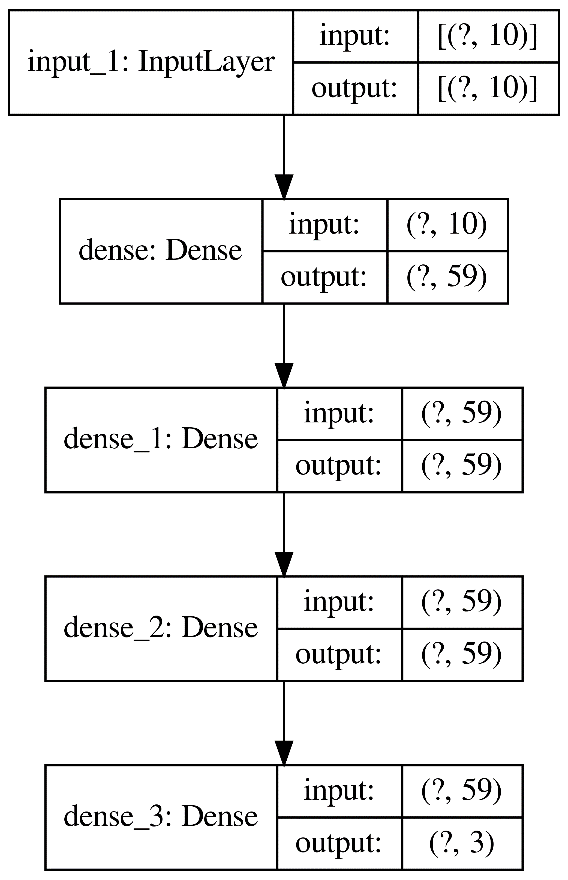 input_1: InputLayer
input: [(?, 10)]
output: [(?, 10)]
dense: Dense
input: (?, 10)
output: (?, 59)
dense_1: Dense
input: (?, 59)
output: (?, 59)
dense_2: Dense
input: (?, 59)
output: (?, 59)
dense_3: Dense
input: (?, 59)
output: (?, 3)